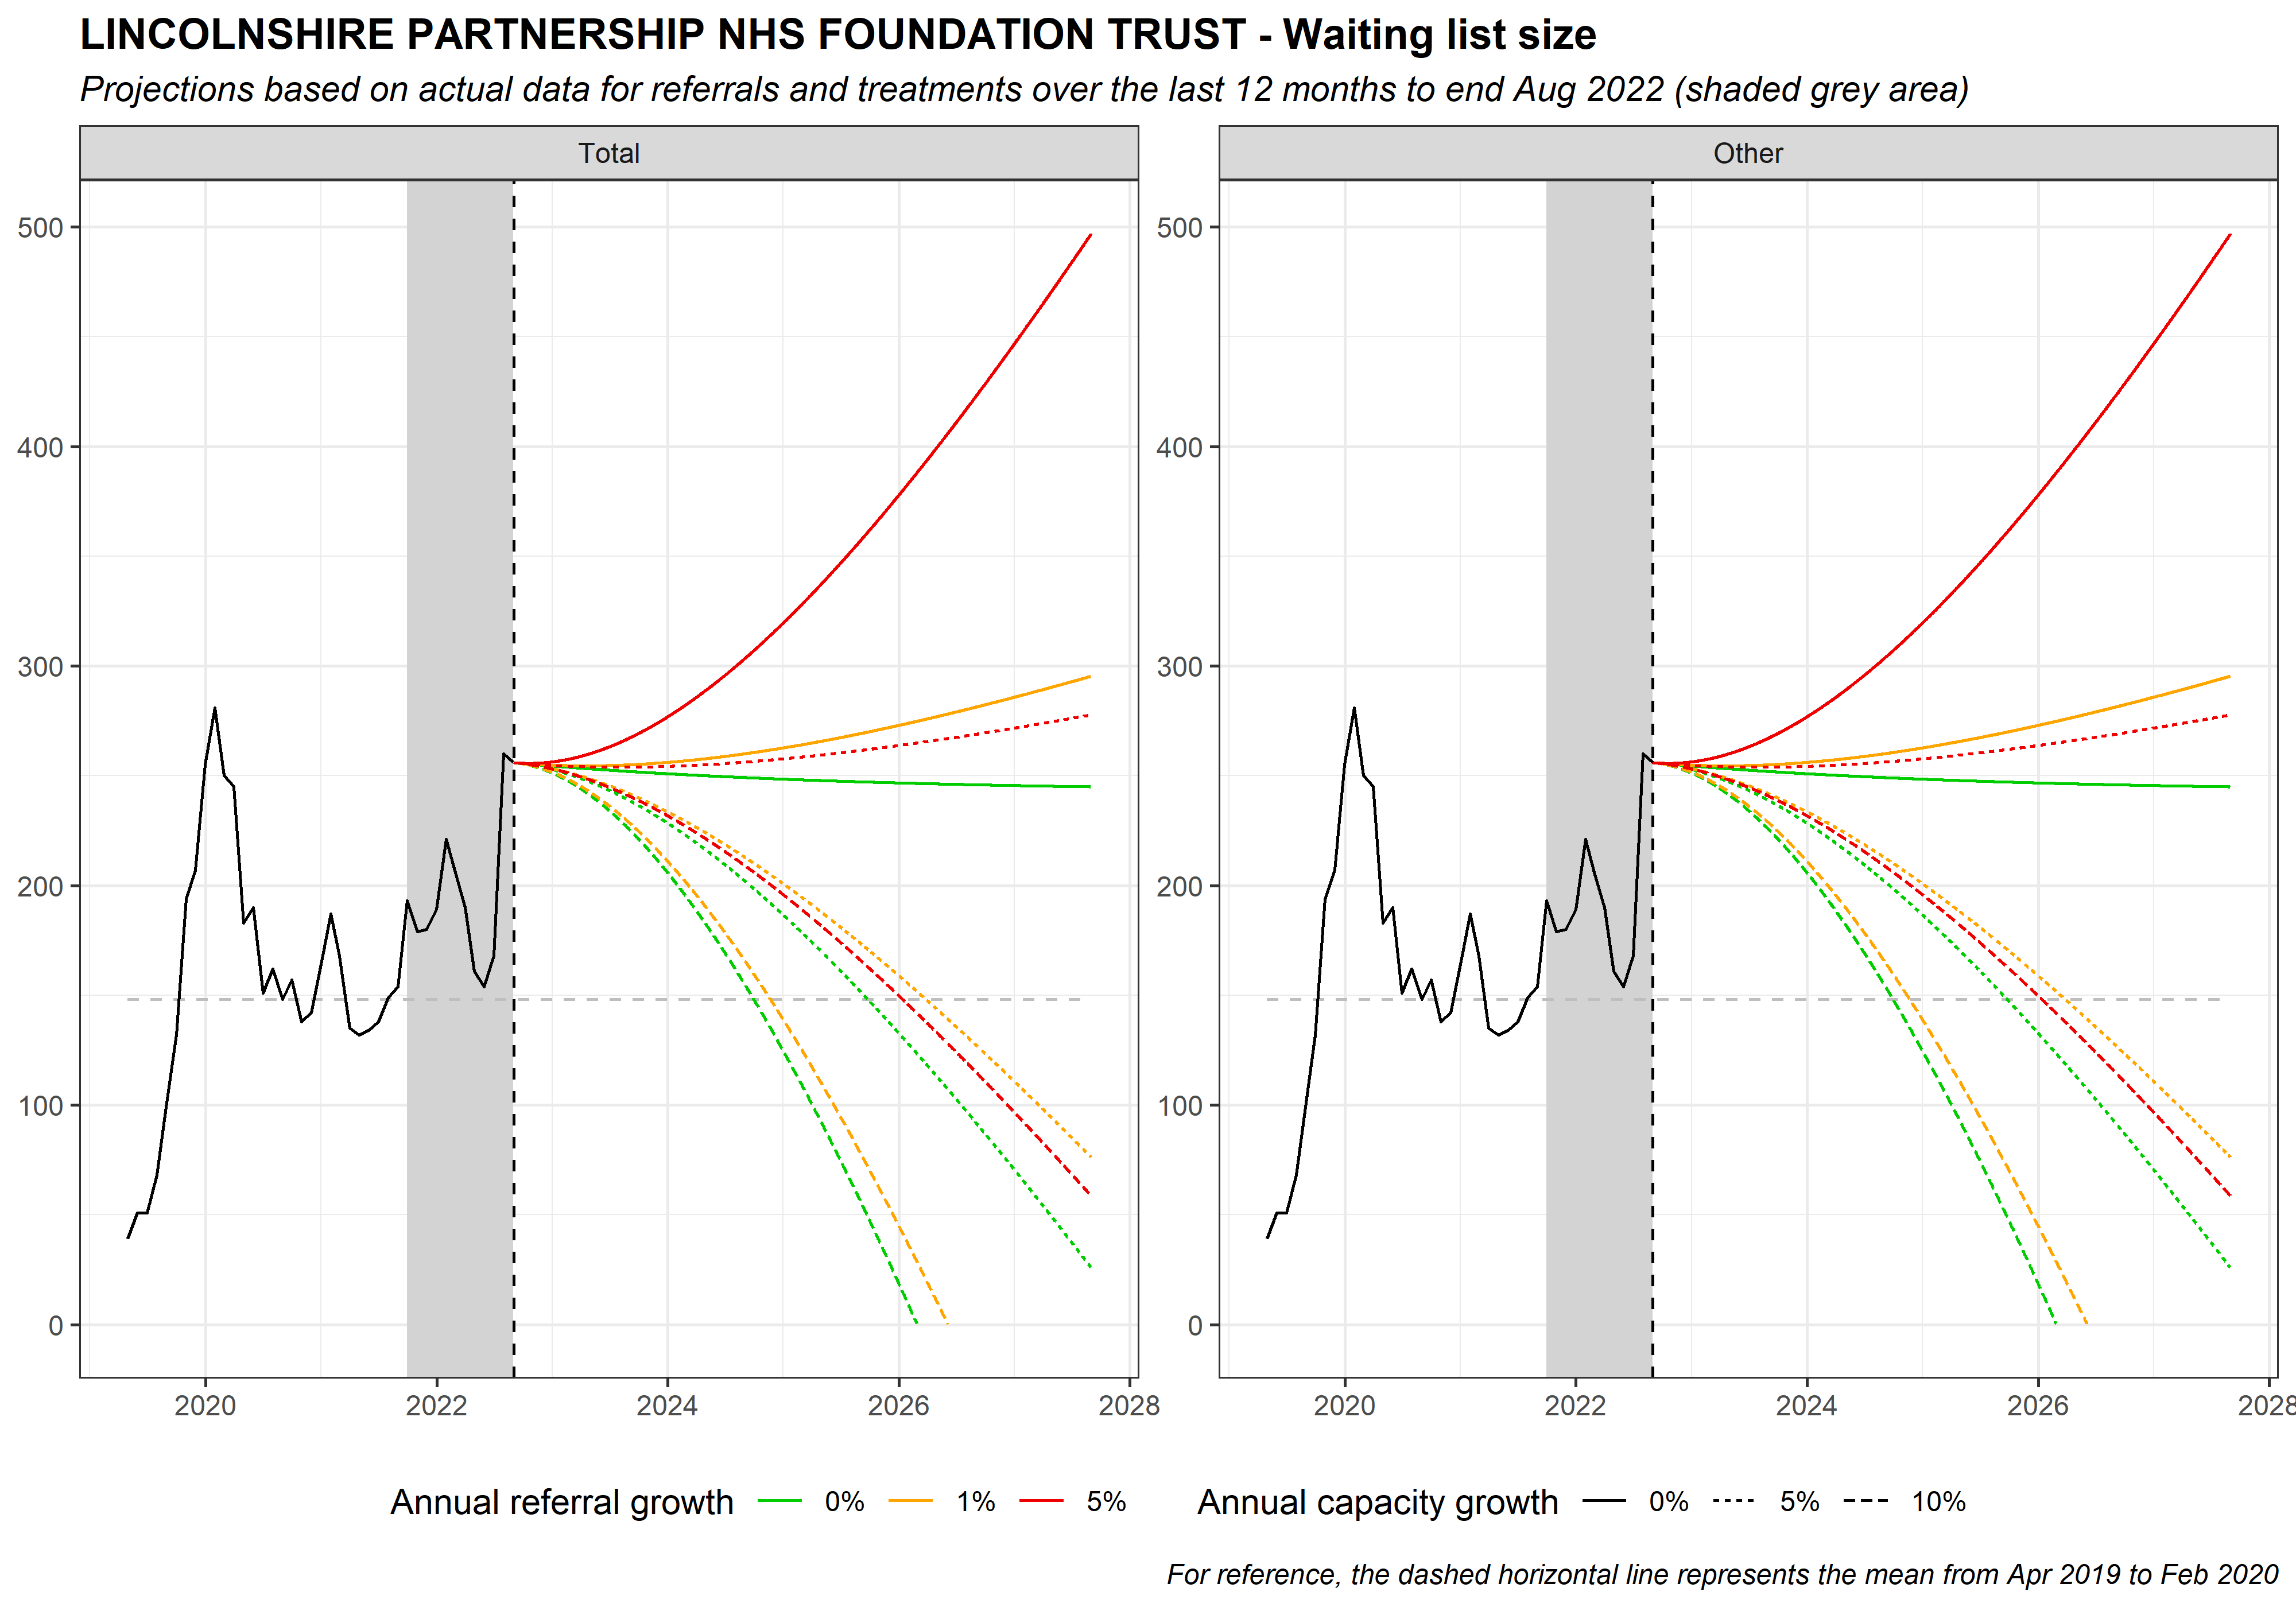 LINCOLNSHIRE PARTNERSHIP NHS FOUNDATION TRUST - Waiting list size
Projections based on actual data for referrals and treatments over the last 12 months to end Aug 2022 (shaded grey area)
Total
500
400
300
200
100
0
2020 2022 2024 2026 2028
Other
500
400
300
200
100
0
2020 2022 2024 2026 2028
Annual referral growth 0% 1% 5%
Annual capacity growth 0% 5% 10%
For reference, the dashed horizontal line represents the mean from Apr 2019 to Feb 2020